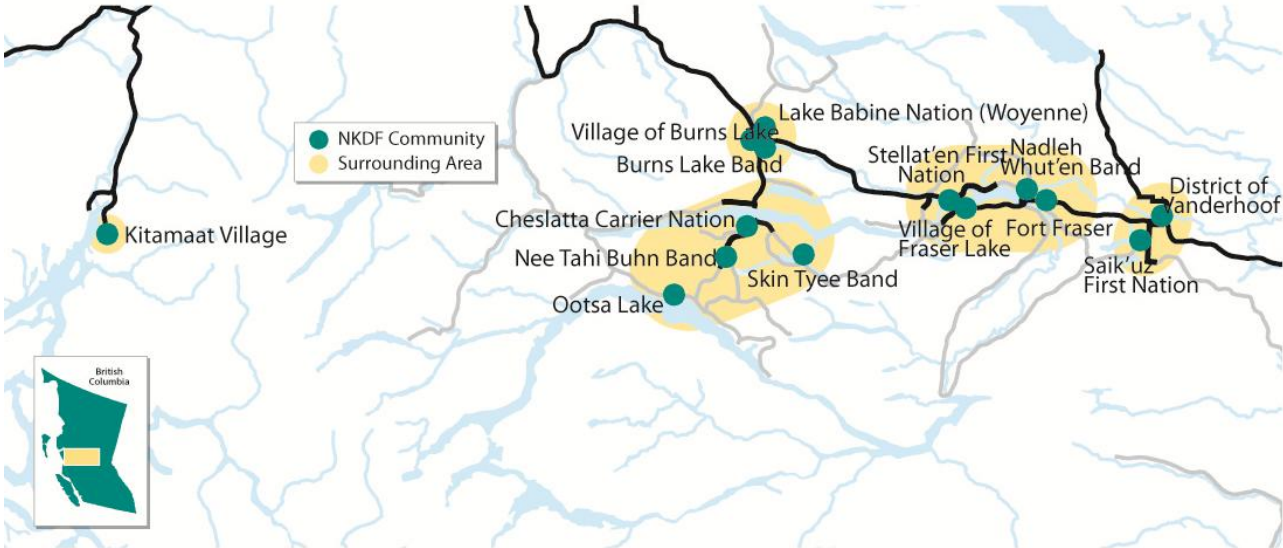 Lake Babine Nation (Woyenne)
Village of Burns Lake
Burns Lake Band
NKDF Community
Surrounding Area
Stellat'en First
Nation
Nadleh
Whut'en Band
District of
Vanderhoof
Kitamaat Village
Cheslatta Carrier Nation
Village of
Fraser Lake
Fort Fraser
Nee Tahi Buhn Band
Skin Tyee Band
Saik'uz
First Nation
Ootsa Lake
British
Columbia